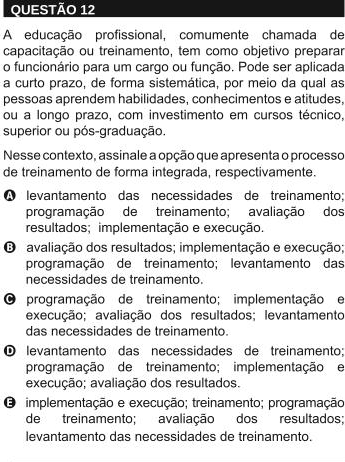 QUESTÃO 12
A educação profissional, comumente chamada de
capacitação ou treinamento, tem como objetivo preparar
o funcionário para um cargo ou função. Pode ser aplicada
a curto prazo, de forma sistemática, por meio da qual as
pessoas aprendem habilidades, conhecimentos e atitudes,
ou a longo prazo, com investimento em cursos técnico,
superior ou pós-graduação.
Nesse contexto, assinale a opção que apresenta o processo
de treinamento de forma integrada, respectivamente.
A levantamento das necessidades de treinamento;
programação de treinamento; avaliação dos
resultados; implementação e execução.
B avaliação dos resultados; implementação e execução;
programação de treinamento; levantamento das
necessidades de treinamento.
C programação de treinamento; implementação e
execução; avaliação dos resultados; levantamento
das necessidades de treinamento.
D levantamento das necessidades de treinamento;
programação de treinamento; implementação e
execução; avaliação dos resultados.
E implementação e execução; treinamento; programação
de treinamento; avaliação dos resultados;
levantamento das necessidades de treinamento.